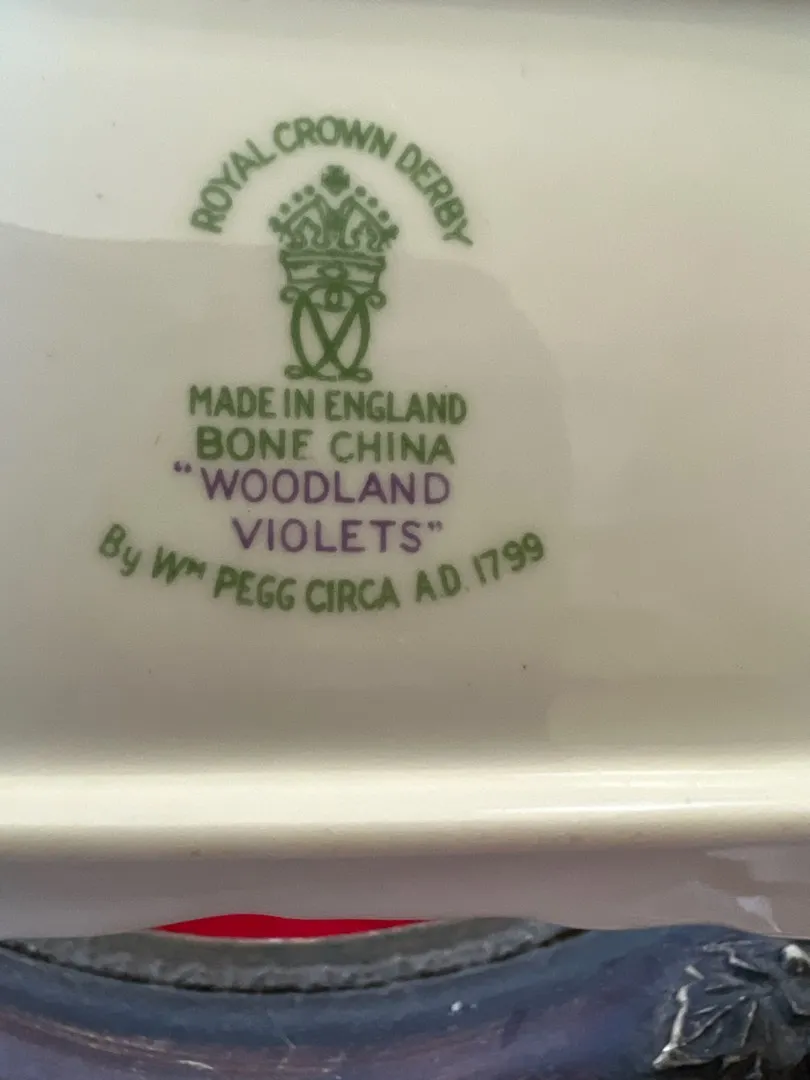 ROYAL CROWN DERBY
MADE IN ENGLAND
BONE CHINA
"WOODLAND
VIOLETS"
By Wm PEGG CIRCA A.D. 1799